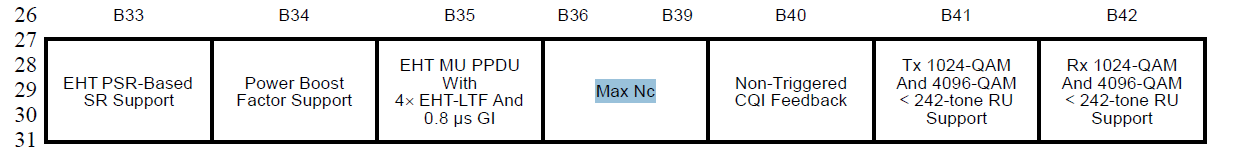 26 B33 B34 B35 B36 B39 B40 B41 B42
27
28
29
30
31
EHT PSR-Based
SR Support
Power Boost
Factor Support
EHT MU PPDU
With
4× EHT-LTF And
0.8 µs GI
Max Nc
Non-Triggered
CQI Feedback
Tx 1024-QAM
And 4096-QAM
< 242-tone RU
Support
Rx 1024-QAM
And 4096-QAM
< 242-tone RU
Support